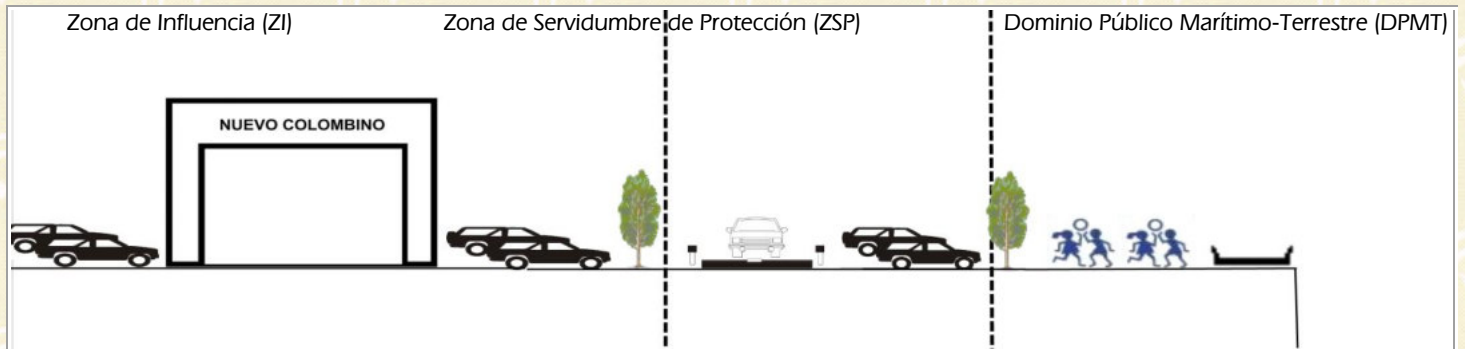 Zona de Influencia (ZI)
Zona de Servidumbre de Protección (ZSP)
Dominio Público Marítimo-Terrestre (DPMT)
NUEVO COLOMBINO